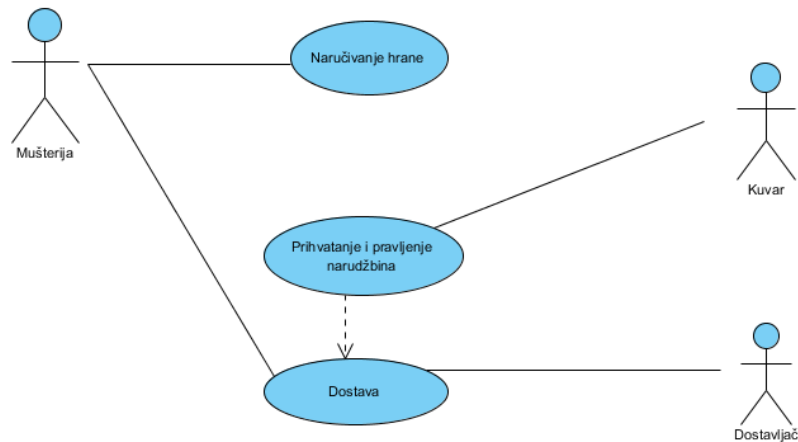 Naručivanje hrane
Mušterija
Kuvar
Prihvatanje i pravljenje
narudžbina
Dostava
Dostavljač